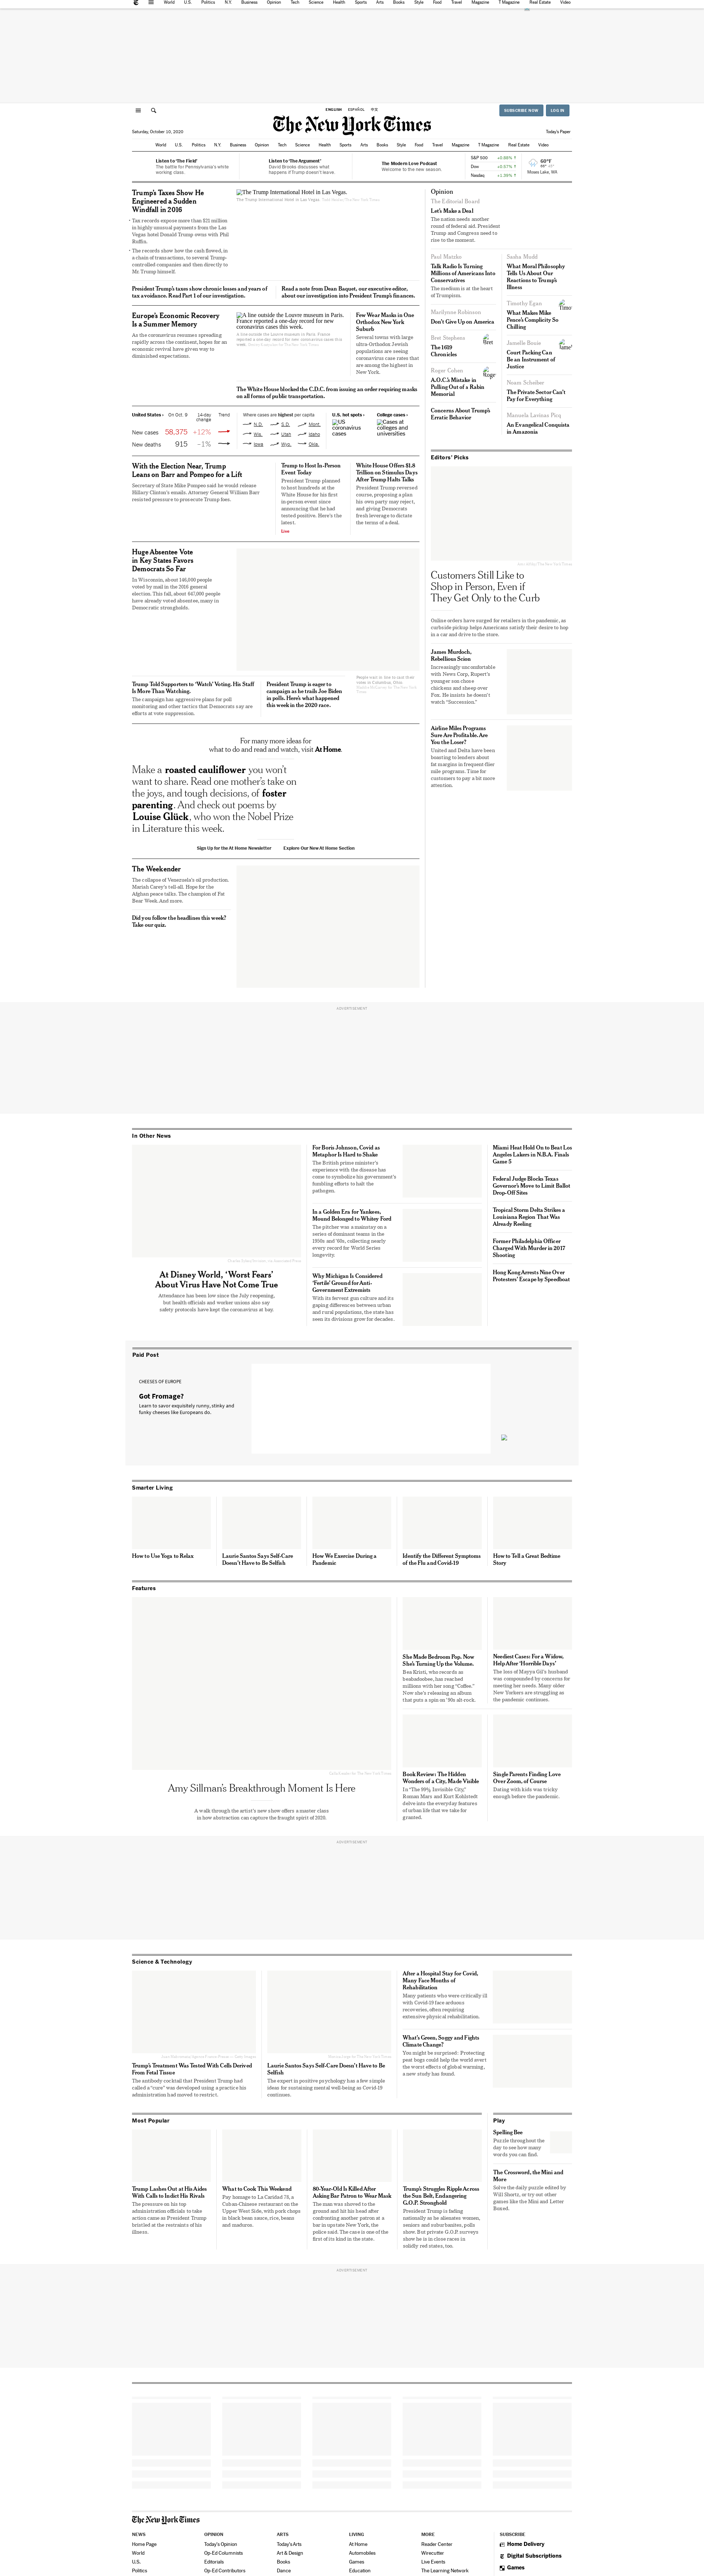 World U.S. Politics N.Y. Business Opinion Tech Science Health Sports Arts Books Style Food Travel Magazine T Magazine Real Estate Video
ENGLISH ESPAÑOL 中文
SUBSCRIBE NOW LOG IN
The New York Times
Saturday, October 10, 2020
Today's Paper
World U.S. Politics N.Y. Business Opinion Tech Science Health Sports Arts Books Style Food Travel Magazine T Magazine Real Estate Video
Listen to 'The Field'
The battle for Pennsylvania's white
working class.
Listen to 'The Argument'
David Brooks discusses what
happens if Trump doesn't leave.
The Modern Love Podcast
Welcome to the new season.
S&P 500 +0.88% ↑
Dow +0.57% ↑
Nasdaq +1.39% ↑
60°F
Moses Lake, WA
Trump's Taxes Show He
Engineered a Sudden
Windfall in 2016
• Tax records expose more than $21 million
in highly unusual payments from the Las
Vegas hotel Donald Trump owns with Phil
Ruffin.
• The records show how the cash flowed, in
a chain of transactions, to several Trump-
controlled companies and then directly to
Mr. Trump himself.
The Trump International Hotel in Las Vegas.
The Trump International Hotel in Las Vegas.
President Trump's taxes show chronic losses and years of
tax avoidance. Read Part 1 of our investigation.
Read a note from Dean Baquet, our executive editor,
about our investigation into President Trump's finances.
Europe's Economic Recovery
Is a Summer Memory
As the coronavirus resumes spreading
rapidly across the continent, hopes for an
economic revival have given way to
diminished expectations.
A line outside the Louvre museum in Paris.
France reported a one-day record for new
coronavirus cases this week.
A line outside the Louvre museum in Paris. France
reported a one-day record for new coronavirus cases this
week.
Few Wear Masks in One
Orthodox New York
Suburb
Several towns with large
ultra-Orthodox Jewish
populations are seeing
coronavirus case rates that
are among the highest in
New York.
The White House blocked the C.D.C. from issuing an order requiring masks
on all forms of public transportation.
United States › On Oct. 9 14-day
change Trend
New cases 58,375 +12%
New deaths 915 –1%
Where cases are highest per capita
N.D. S.D. Mont.
Wis. Utah Idaho
Iowa Wyo. Okla.
U.S. hot spots ›
US
coronavirus
cases
College cases ›
Cases at
colleges and
universities
With the Election Near, Trump
Leans on Barr and Pompeo for a Lift
Secretary of State Mike Pompeo said he would release
Hillary Clinton's emails. Attorney General William Barr
resisted pressure to prosecute Trump foes.
Trump to Host In-Person
Event Today
President Trump planned
to host hundreds at the
White House for his first
in-person event since
announcing that he had
tested positive. Here's the
latest.
Live
White House Offers $1.8
Trillion on Stimulus Days
After Trump Halts Talks
President Trump reversed
course, proposing a plan
his own party may reject,
and giving Democrats
fresh leverage to dictate
the terms of a deal.
Huge Absentee Vote
in Key States Favors
Democrats So Far
In Wisconsin, about 146,000 people
voted by mail in the 2016 general
election. This fall, about 647,000 people
have already voted absentee, many in
Democratic strongholds.
People wait in line to cast their
votes in Columbus, Ohio.
Trump Told Supporters to 'Watch' Voting. His Staff
Is More Than Watching.
The campaign has aggressive plans for poll
monitoring and other tactics that Democrats say are
efforts at vote suppression.
President Trump is eager to
campaign as he trails Joe Biden
in polls. Here's what happened
this week in the 2020 race.
For many more ideas for
what to do and read and watch, visit At Home.
Make a roasted cauliflower you won't
want to share. Read one mother's take on
the joys, and tough decisions, of foster
parenting. And check out poems by
Louise Glück, who won the Nobel Prize
in Literature this week.
Sign Up for the At Home Newsletter Explore Our New At Home Section
The Weekender
The collapse of Venezuela's oil production.
Mariah Carey's tell-all. Hope for the
Afghan peace talks. The champion of Fat
Bear Week. And more.
Did you follow the headlines this week?
Take our quiz.
Opinion
The Editorial Board
Let's Make a Deal
The nation needs another
round of federal aid. President
Trump and Congress need to
rise to the moment.
Paul Matzko
Talk Radio Is Turning
Millions of Americans Into
Conservatives
The medium is at the heart
of Trumpism.
Marilynne Robinson
Don't Give Up on America
Bret Stephens
The 1619
Chronicles
Roger Cohen
A.O.C.'s Mistake in
Pulling Out of a Rabin
Memorial
Concerns About Trump's
Erratic Behavior
Sasha Mudd
What Moral Philosophy
Tells Us About Our
Reactions to Trump's
Illness
Timothy Egan
What Makes Mike
Pence's Complicity So
Chilling
Jamelle Bouie
Court Packing Can
Be an Instrument of
Justice
Noam Scheiber
The Private Sector Can't
Pay for Everything
Manuela Lavinas Picq
An Evangelical Conquista
in Amazonia
Editors' Picks
Customers Still Like to
Shop in Person, Even if
They Get Only to the Curb
Online orders have surged for retailers in the pandemic, as
curbside pickup helps Americans satisfy their desire to hop
in a car and drive to the store.
James Murdoch,
Rebellious Scion
Increasingly uncomfortable
with News Corp, Rupert's
younger son chose
chickens and sheep over
Fox. He insists he doesn't
watch "Succession."
Airline Miles Programs
Sure Are Profitable. Are
You the Loser?
United and Delta have been
boasting to lenders about
fat margins in frequent-flier
mile programs. Time for
customers to pay a bit more
attention.
ADVERTISEMENT
In Other News
At Disney World, 'Worst Fears'
About Virus Have Not Come True
Attendance has been low since the July reopening,
but health officials and worker unions also say
safety protocols have kept the coronavirus at bay.
For Boris Johnson, Covid as
Metaphor Is Hard to Shake
The British prime minister's
experience with the disease has
come to symbolize his government's
fumbling efforts to halt the
pathogen.
In a Golden Era for Yankees,
Mound Belonged to Whitey Ford
The pitcher was a mainstay on a
series of dominant teams in the
1950s and '60s, collecting nearly
every record for World Series
longevity.
Why Michigan Is Considered
'Fertile' Ground for Anti-
Government Extremists
With its fervent gun culture and its
gaping differences between urban
and rural populations, the state has
seen its divisions grow for decades.
Miami Heat Hold On to Beat Los
Angeles Lakers in N.B.A. Finals
Game 5
Federal Judge Blocks Texas
Governor's Move to Limit Ballot
Drop-Off Sites
Tropical Storm Delta Strikes a
Louisiana Region That Was
Already Reeling
Former Philadelphia Officer
Charged With Murder in 2017
Shooting
Hong Kong Arrests Nine Over
Protesters' Escape by Speedboat
Paid Post
CHEESES OF EUROPE
Got Fromage?
Learn to savor exquisitely runny, stinky and
funky cheeses like Europeans do.
Smarter Living
How to Use Yoga to Relax
Laurie Santos Says Self-Care
Doesn't Have to Be Selfish
How We Exercise During a
Pandemic
Identify the Different Symptoms
of the Flu and Covid-19
How to Tell a Great Bedtime
Story
Features
Amy Sillman's Breakthrough Moment Is Here
A walk through the artist's new show offers a master class
in how abstraction can capture the fraught spirit of 2020.
She Made Bedroom Pop. Now
She's Turning Up the Volume.
Bea Kristi, who records as
beabadoobee, has reached
millions with her song "Coffee."
Now she's releasing an album
that puts a spin on '90s alt-rock.
Neediest Cases: For a Widow,
Help After 'Horrible Days'
The loss of Mayya Gil's husband
was compounded by concerns for
meeting her needs. Many older
New Yorkers are struggling as
the pandemic continues.
Book Review: The Hidden
Wonders of a City, Made Visible
In "The 99% Invisible City,"
Roman Mars and Kurt Kohlstedt
delve into the everyday features
of urban life that we take for
granted.
Single Parents Finding Love
Over Zoom, of Course
Dating with kids was tricky
enough before the pandemic.
ADVERTISEMENT
Science & Technology
Trump's Treatment Was Tested With Cells Derived
From Fetal Tissue
The antibody cocktail that President Trump had
called a "cure" was developed using a practice his
administration had moved to restrict.
Laurie Santos Says Self-Care Doesn't Have to Be
Selfish
The expert in positive psychology has a few simple
ideas for sustaining mental well-being as Covid-19
continues.
After a Hospital Stay for Covid,
Many Face Months of
Rehabilitation
Many patients who were critically ill
with Covid-19 face arduous
recoveries, often requiring
extensive physical rehabilitation.
What's Green, Soggy and Fights
Climate Change?
You might be surprised: Protecting
peat bogs could help the world avert
the worst effects of global warming,
a new study has found.
Most Popular
Trump Lashes Out at His Aides
With Calls to Indict His Rivals
The pressure on his top
administration officials to take
action came as President Trump
bristled at the restrictions of his
illness.
What to Cook This Weekend
Pay homage to La Caridad 78, a
Cuban-Chinese restaurant on the
Upper West Side, with pork chops
in black bean sauce, rice, beans
and maduros.
80-Year-Old Is Killed After
Asking Bar Patron to Wear Mask
The man was shoved to the
ground and hit his head after
confronting another patron at a
bar in upstate New York, the
police said. The case is one of the
first of its kind in the state.
Trump's Struggles Ripple Across
the Sun Belt, Endangering
G.O.P. Stronghold
President Trump is fading
nationally as he alienates women,
seniors and suburbanites, polls
show. But private G.O.P. surveys
show he is in close races in
solidly red states, too.
Play
Spelling Bee
Puzzle throughout the
day to see how many
words you can find.
The Crossword, the Mini and
More
Solve the daily puzzle edited by
Will Shortz, or try our other
games like the Mini and Letter
Boxed.
ADVERTISEMENT
The New York Times
NEWS
Home Page
World
U.S.
Politics
OPINION
Today's Opinion
Op-Ed Columnists
Editorials
Op-Ed Contributors
ARTS
Today's Arts
Art & Design
Books
Dance
LIVING
At Home
Automobiles
Games
Education
MORE
Reader Center
Wirecutter
Live Events
The Learning Network
SUBSCRIBE
Home Delivery
Digital Subscriptions
Games